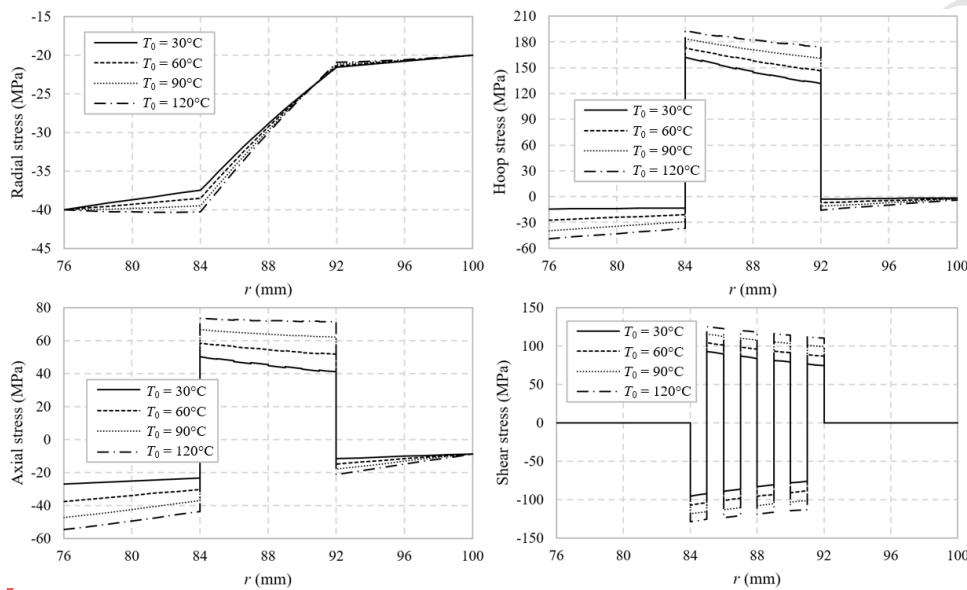 -15
-20
-25
-30
-35
-40
-45
Radial stress (MPa)
T0 = 30°C
T0 = 60°C
T0 = 90°C
T0 = 120°C
76 80 84 88 92 96 100
r (mm)
210
180
150
120
90
60
30
0
-30
-60
Hoop stress (MPa)
T0 = 30°C
T0 = 60°C
T0 = 90°C
T0 = 120°C
76 80 84 88 92 96 100
r (mm)
80
60
40
20
0
-20
-40
-60
Axial stress (MPa)
T0 = 30°C
T0 = 60°C
T0 = 90°C
T0 = 120°C
76 80 84 88 92 96 100
r (mm)
150
100
50
0
-50
-100
-150
Shear stress (MPa)
T0 = 30°C
T0 = 60°C
T0 = 90°C
T0 = 120°C
76 80 84 88 92 96 100
r (mm)